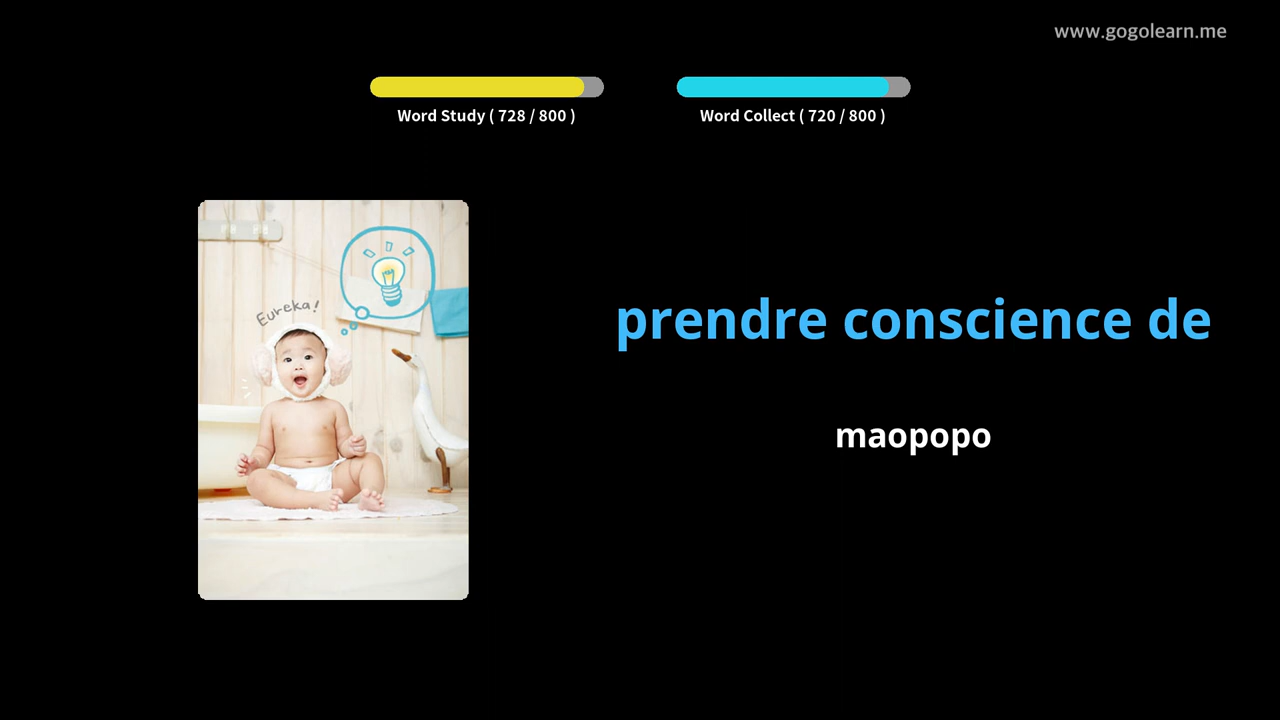 www.gogolearn.me
Word Study ( 728 / 800 )
Word Collect ( 720 / 800 )
Eureka!
prendre conscience de
maopopo